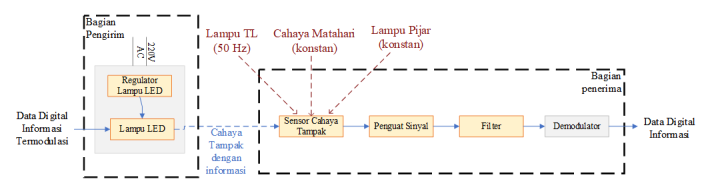 Bagian
Pengirim
220V
AC
Regulator
Lampu LED
Data Digital
Informasi
Termodulasi
Lampu LED
Cahaya
Tampak
dengan
informasi
Lampu TL
(50 Hz)
Cahaya Matahari
(konstan)
Lampu Pijar
(konstan)
Bagian
penerima
Sensor Cahaya
Tampak
Penguat Sinyal
Filter
Demodulator
Data Digital
Informasi